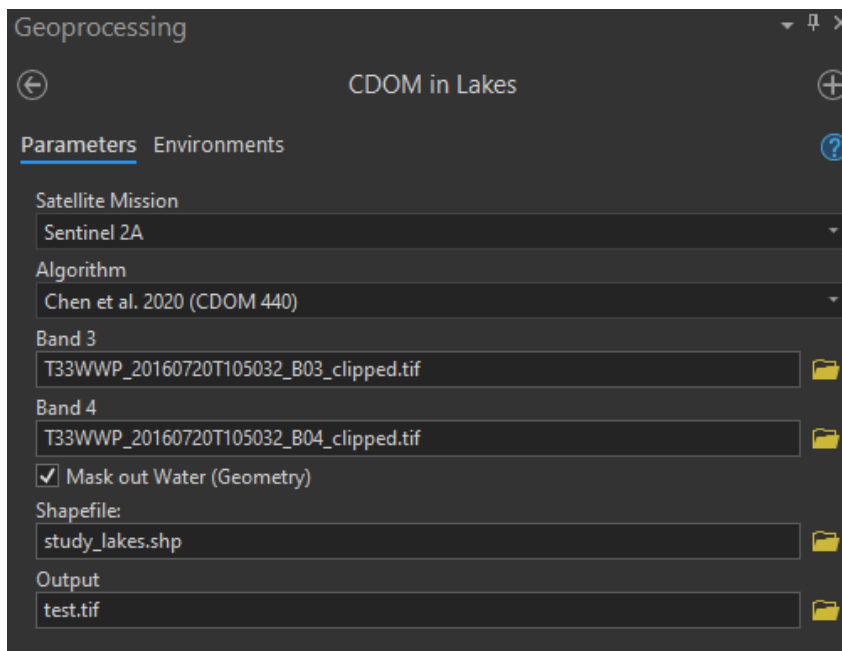 Geoprocessing
CDOM in Lakes
Parameters Environments
Satellite Mission
Sentinel 2A
Algorithm
Chen et al. 2020 (CDOM 440)
Band 3
T33WWP_20160720T105032_B03_clipped.tif
Band 4
T33WWP_20160720T105032_B04_clipped.tif
Mask out Water (Geometry)
Shapefile:
study_lakes.shp
Output
test.tif